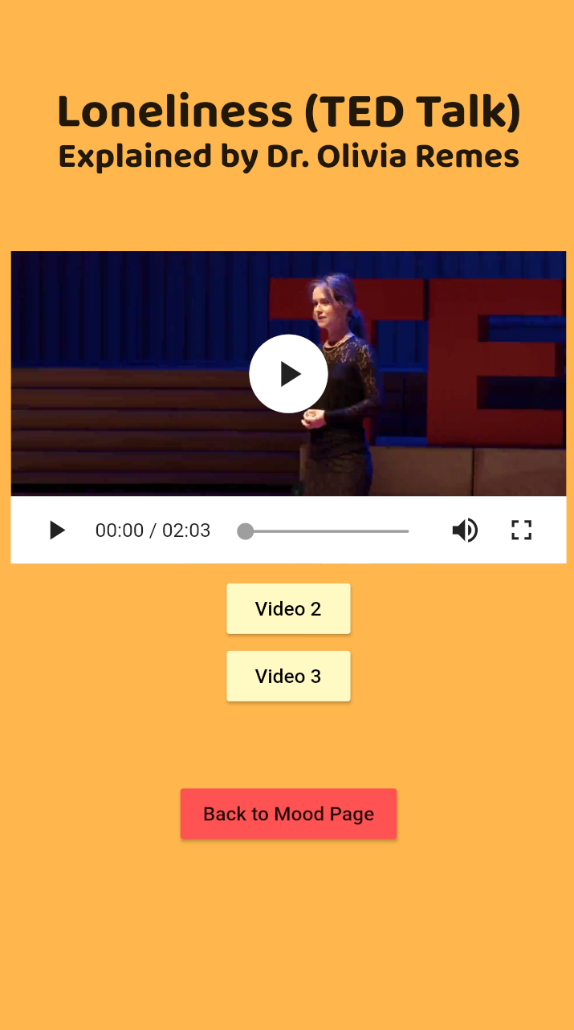 Loneliness (TED Talk)
Explained by Dr. Olivia Remes
TE
00:00 / 02:03
Video 2
Video 3
Back to Mood Page